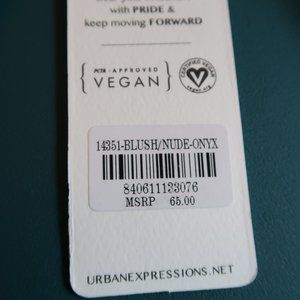 with PRIDE &
keep moving FORWARD
PETA - APPROVED
VEGAN
CERTIFIED VEGAN
vegan.org
14351-BLUSH/NUDE-ONYX
840611193076
MSRP 65.00
URBANEXPRESSIONS.NET